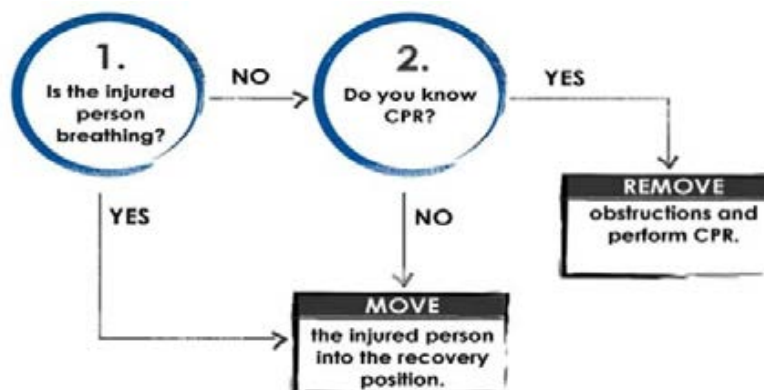 1.
Is the injured
person
breathing?
NO
2.
Do you know
CPR?
YES
REMOVE
obstructions and
perform CPR.
YES
NO
MOVE
the injured person
into the recovery
position.